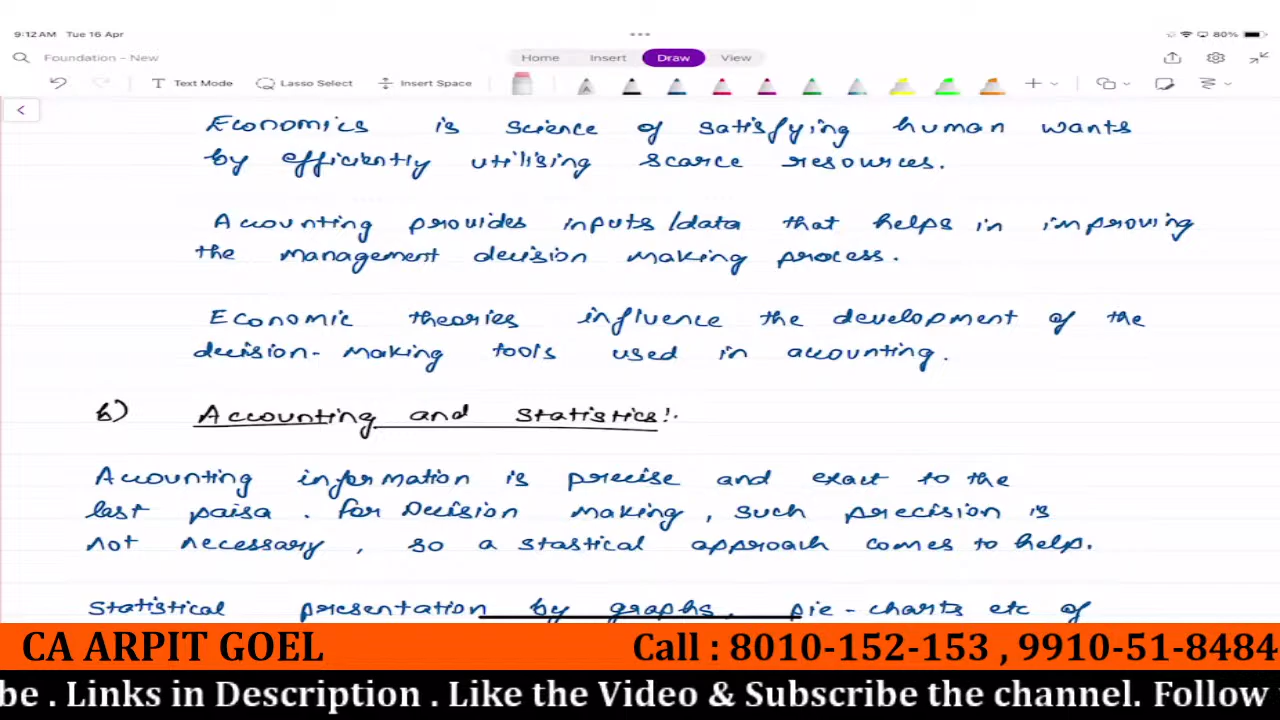 9:12 AM Tue 16 Apr
80%
Foundation – New
Home Insert Draw View
Text Mode Lasso Select Insert Space
Economics is science of satisfying human wants
by efficiently utilising scarce resources.
Accounting provides inputs/data that helps in improving
the management decision making process.
Economic theories influence the development of the
decision-making tools used in accounting.
b) Accounting and Statistics:-
Accounting information is precise and exact to the
last paisa. For Decision making, such precision is
not necessary, so a stastical approach comes to help.
Statistical presentation by graphs, pie-charts etc of
CA ARPIT GOEL Call : 8010-152-153 , 9910-51-8484
be . Links in Description . Like the Video & Subscribe the channel. Follow